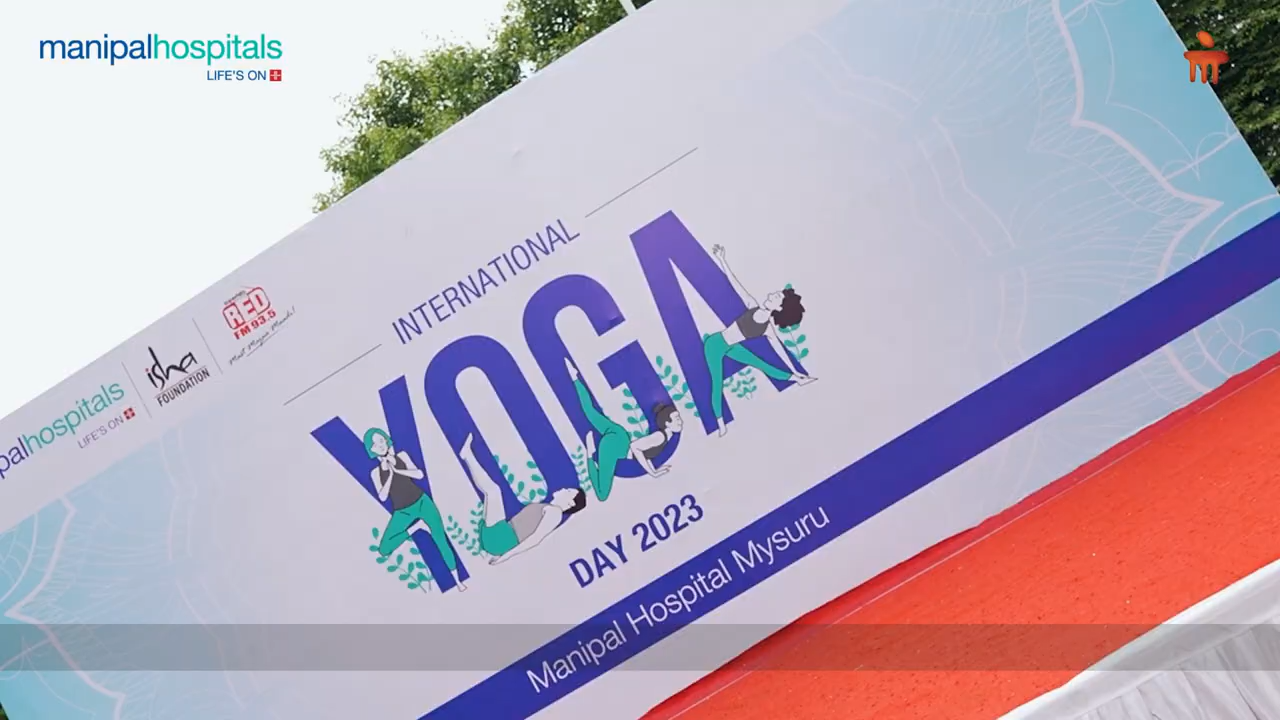 manipalhospitals
LIFE'S ON
palhospitals
LIFE'S ON
isha
FOUNDATION
RED
FM 93.5
INTERNATIONAL
YOGA
DAY 2023
Manipal Hospital Mysuru